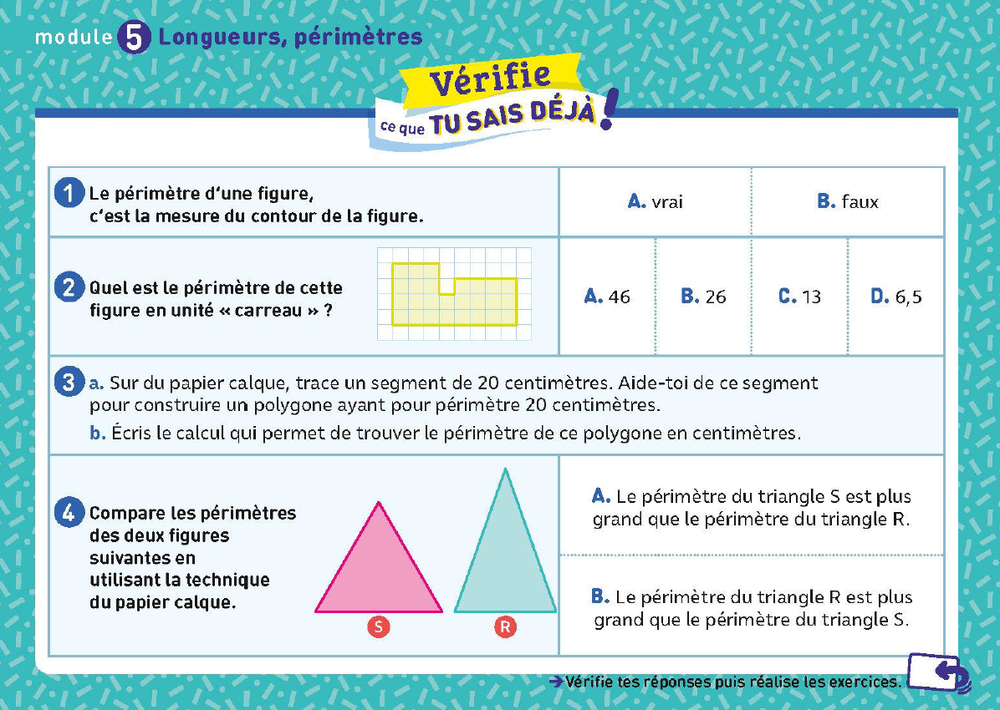 module 5 Longueurs, périmètres
Vérifie
ce que TU SAIS DÉJÀ !
1 Le périmètre d'une figure,
c'est la mesure du contour de la figure.
A. vrai
B. faux
2 Quel est le périmètre de cette
figure en unité « carreau » ?
A. 46
B. 26
C. 13
D. 6,5
3 a. Sur du papier calque, trace un segment de 20 centimètres. Aide-toi de ce segment
pour construire un polygone ayant pour périmètre 20 centimètres.
b. Écris le calcul qui permet de trouver le périmètre de ce polygone en centimètres.
4 Compare les périmètres
des deux figures
suivantes en
utilisant la technique
du papier calque.
S
R
A. Le périmètre du triangle S est plus
grand que le périmètre du triangle R.
B. Le périmètre du triangle R est plus
grand que le périmètre du triangle S.
➔ Vérifie tes réponses puis réalise les exercices.